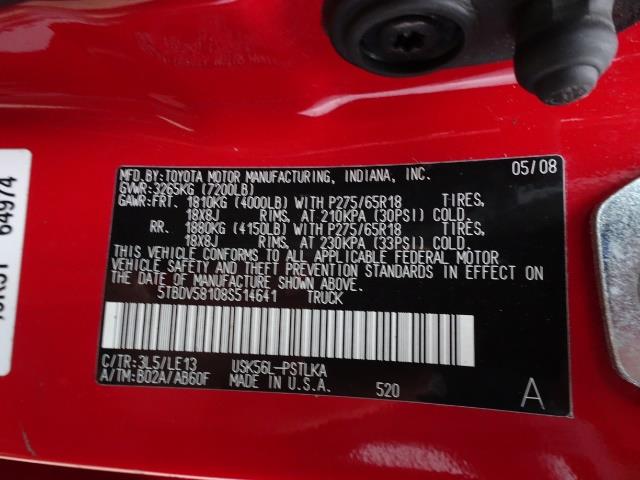 MFD.BY:TOYOTA MOTOR MANUFACTURING, INDIANA, INC. 05/08
GVWR:3265KG (7200LB)
GAWR:FRT. 1810KG (4000LB) WITH P275/65R18 TIRES,
18X8J RIMS, AT 210KPA (30PSI) COLD.
RR. 1880KG (4150LB) WITH P275/65R18 TIRES,
18X8J RIMS, AT 230KPA (33PSI) COLD.
THIS VEHICLE CONFORMS TO ALL APPLICABLE FEDERAL MOTOR
VEHICLE SAFETY AND THEFT PREVENTION STANDARDS IN EFFECT
ON THE DATE OF MANUFACTURE SHOWN ABOVE.
5TBDV58108S514641 TRUCK
C/TR:3L5/LE13 USK56L-PSTLKA
A/TM:B02A/AB60F MADE IN U.S.A. 520 A
64974